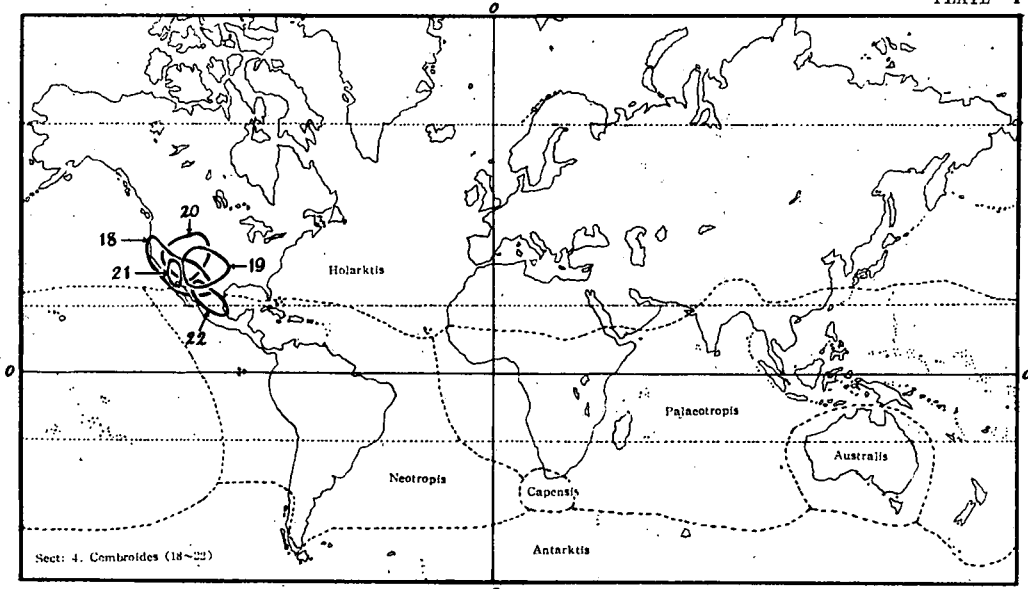 PLATE
0
20
18
19
21
Holarktis
22
0
0
Palaeotropis
Australis
Neotropis
Capensis
Sect: 4. Cembroides (18~22)
Antarktis